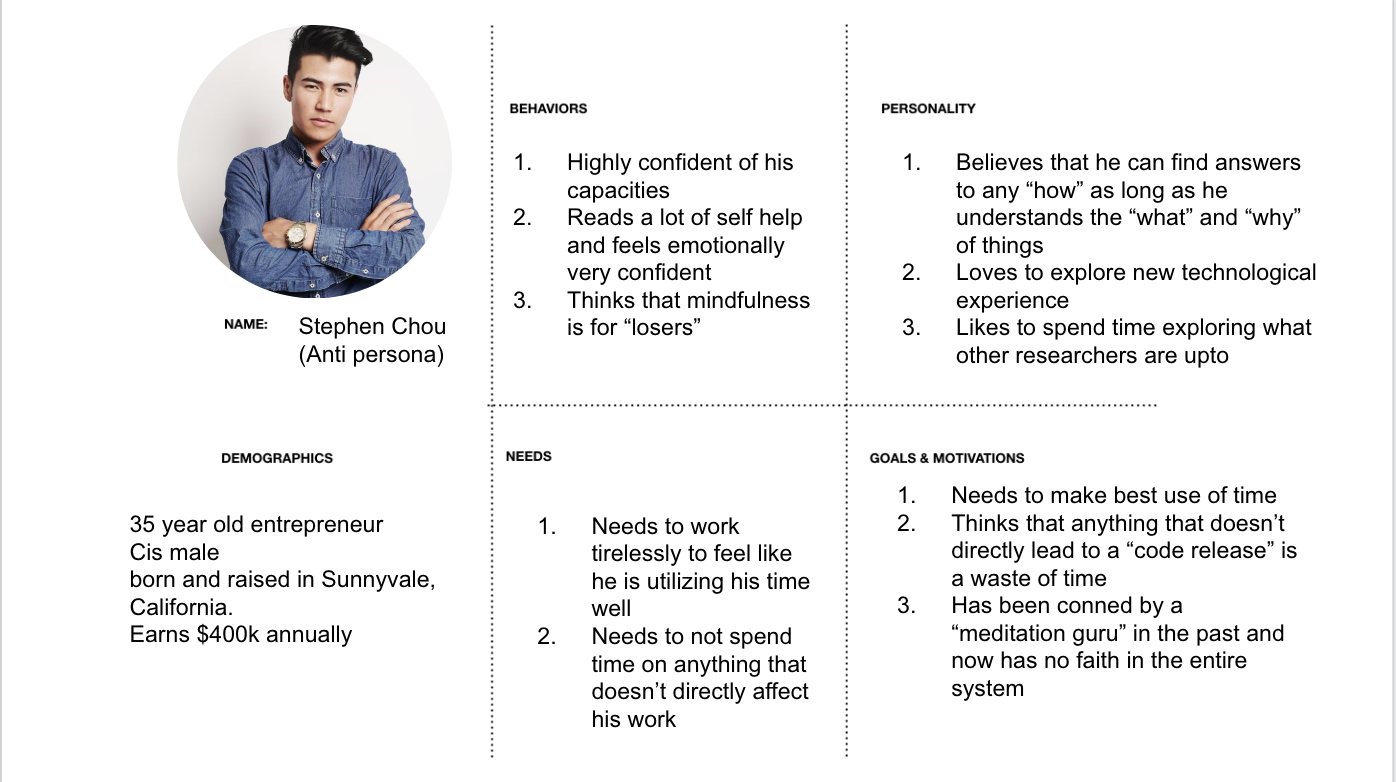 NAME:
Stephen Chou
(Anti persona)
BEHAVIORS
1. Highly confident of his
capacities
2. Reads a lot of self help
and feels emotionally
very confident
3. Thinks that mindfulness
is for “losers”
PERSONALITY
1. Believes that he can find answers
to any “how” as long as he
understands the “what” and “why”
of things
2. Loves to explore new technological
experience
3. Likes to spend time exploring what
other researchers are upto
DEMOGRAPHICS
35 year old entrepreneur
Cis male
born and raised in Sunnyvale,
California.
Earns $400k annually
NEEDS
1. Needs to work
tirelessly to feel like
he is utilizing his time
well
2. Needs to not spend
time on anything that
doesn’t directly affect
his work
GOALS & MOTIVATIONS
1. Needs to make best use of time
2. Thinks that anything that doesn’t
directly lead to a “code release” is
a waste of time
3. Has been conned by a
“meditation guru” in the past and
now has no faith in the entire
system